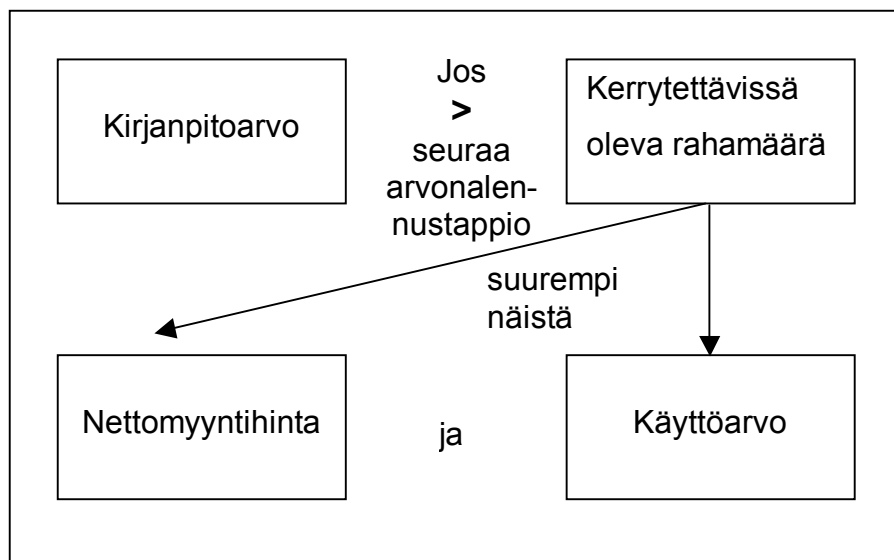 Kirjanpitoarvo
Jos
>
seuraa
arvonalen-
nustappio
Kerrytettävissä
oleva rahamäärä
suurempi
näistä
Nettomyyntihinta
ja
Käyttöarvo